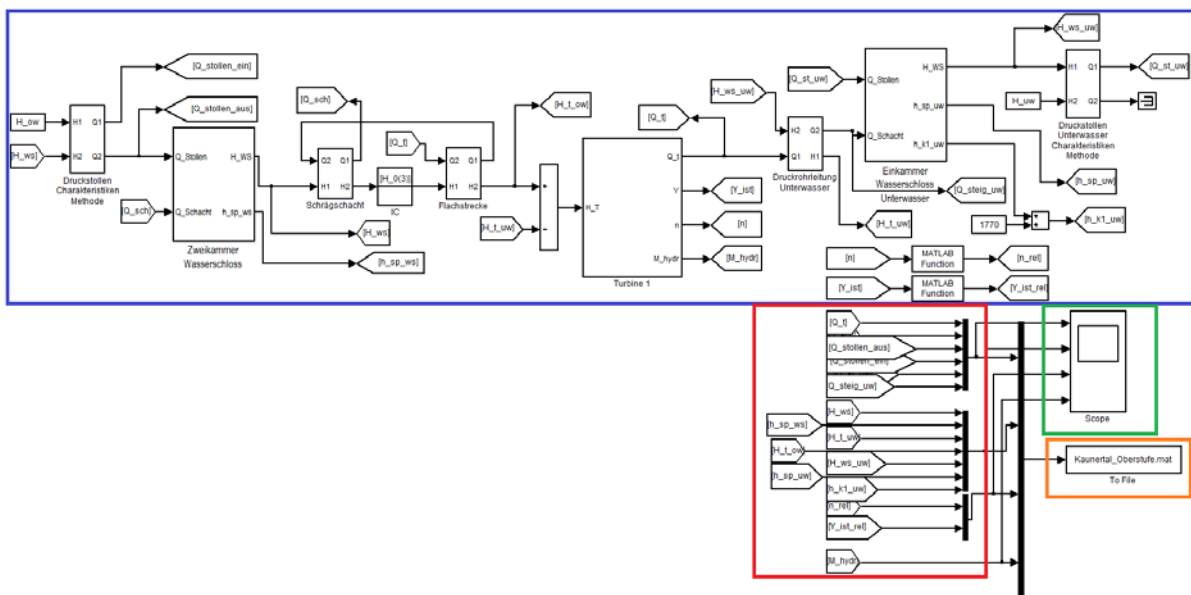 [Q_stollen_ein]
[Q_stollen_aus]
H_ow
[H_ws]
H1
Q1
H2
Q2
Druckstollen
Charakteristiken
Methode
[Q_sch]
Q_Stollen
H_WS
Q_Schacht
h_sp_ws
Zweikammer
Wasserschloss
[H_ws]
[h_sp_ws]
[Q_sch]
Q2
Q1
H1
H2
Schrägschacht
[H_0(3)]
IC
[Q_t]
Q2
Q1
H1
H2
Flachstrecke
[H_t_ow]
[H_t_uw]
+
−
H_T
Q_1
Y
n
M_hydr
Turbine 1
[Q_t]
[Y_ist]
[n]
[M_hydr]
[H_ws_uw]
H2
Q2
Q1
H1
Druckrohrleitung
Unterwasser
[Q_st_uw]
Q_Stollen
H_WS
h_sp_uw
Q_Schacht
h_k1_uw
Einkammer
Wasserschloss
Unterwasser
[Q_steig_uw]
[H_t_uw]
[H_ws_uw]
H_uw
H1
Q1
H2
Q2
Druckstollen
Unterwasser
Charakteristiken
Methode
[Q_st_uw]
[h_sp_uw]
1770
+
+
[h_k1_uw]
[n]
MATLAB
Function
[n_rel]
[Y_ist]
MATLAB
Function
[Y_ist_rel]
[Q_t]
[Q_stollen_aus]
[Q_stollen_ein]
[Q_steig_uw]
[H_ws]
[h_sp_ws]
[H_t_uw]
[H_t_ow]
[H_ws_uw]
[h_sp_uw]
[h_k1_uw]
[n_rel]
[Y_ist_rel]
[M_hydr]
Scope
Kaunertal_Oberstufe.mat
To File